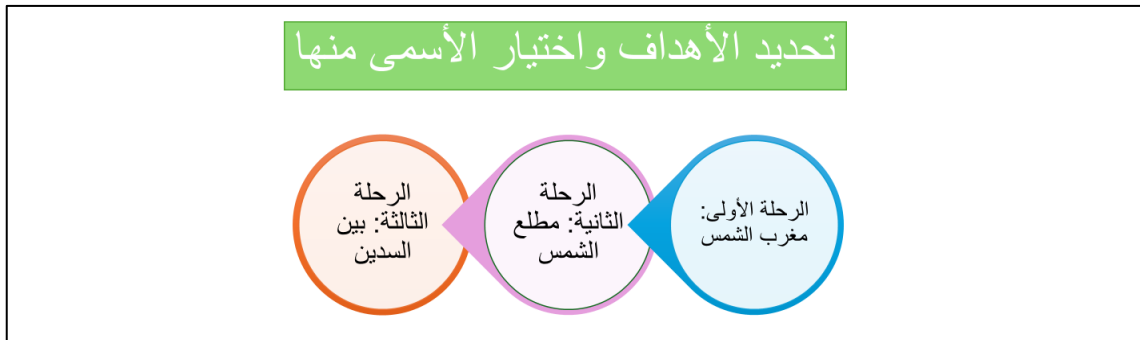 تحديد الأهداف واختيار الأسمى منها
الرحلة الأولى:
مغرب الشمس
الرحلة
الثانية: مطلع
الشمس
الرحلة
الثالثة: بين
السدين